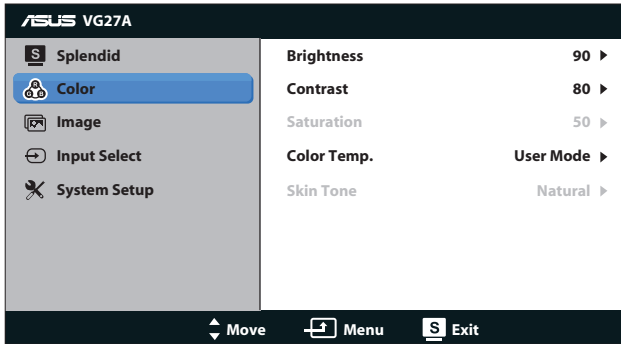 ASUS VG27A
S Splendid
Color
Image
Input Select
System Setup
Brightness 90
Contrast 80
Saturation 50
Color Temp. User Mode
Skin Tone Natural
Move Menu S Exit